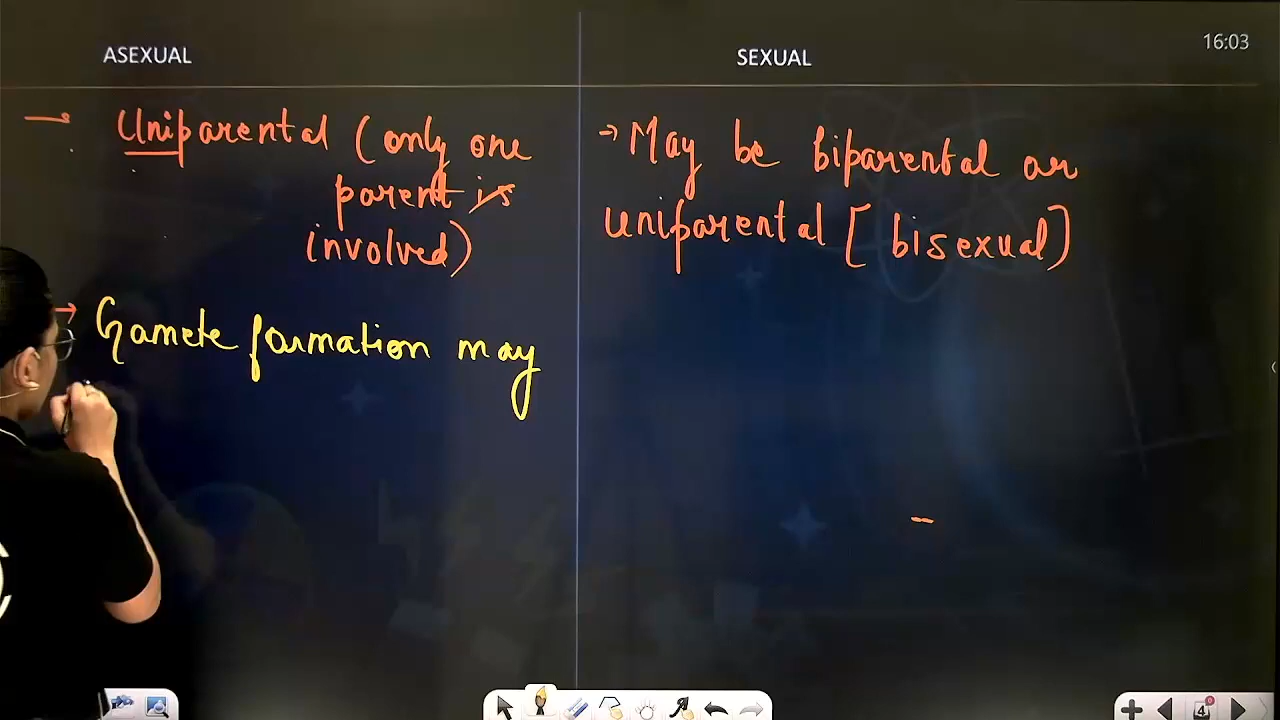 ASEXUAL
SEXUAL
16:03
→ Uniparental (only one
parent is
involved)
→ May be biparental or
uniparental [bisexual]
→ Gamete formation may
4